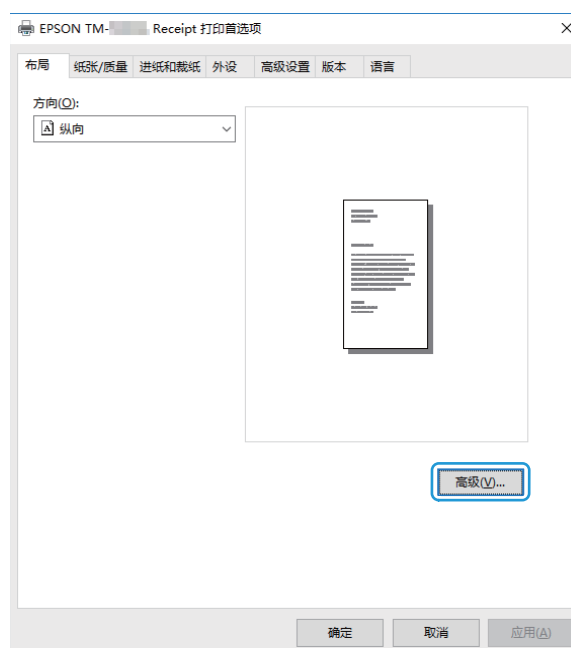 EPSON TM- Receipt 打印首选项
布局 纸张/质量 进纸和裁纸 外设 高级设置 版本 语言
方向(O):
A 纵向
高级(V)...
确定 取消 应用(A)